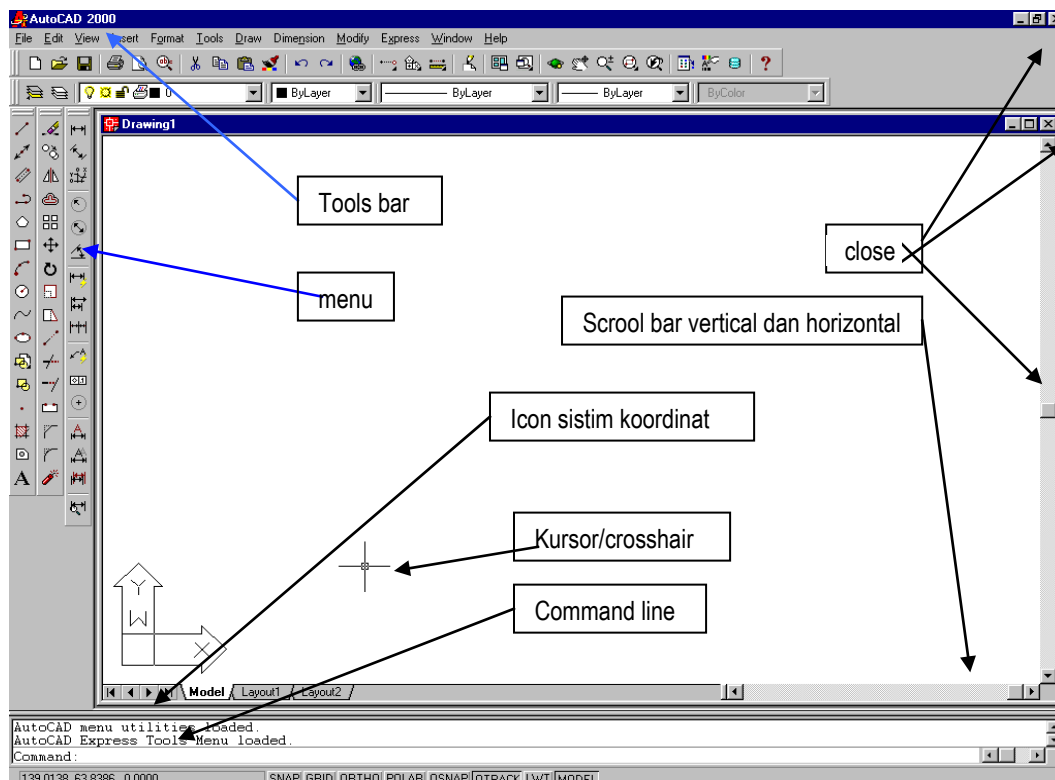 AutoCAD 2000
File Edit View Insert Format Tools Draw Dimension Modify Express Window Help
0 ByLayer ByLayer ByLayer ByColor
Drawing1
Tools bar
close
menu
Scrool bar vertical dan horizontal
Icon sistim koordinat
Kursor/crosshair
Command line
Y
W
X
Model Layout1 Layout2
AutoCAD menu utilities loaded.
AutoCAD Express Tools Menu loaded.
Command:
139.0138, 63.8386, 0.0000 SNAP GRID ORTHO POLAR OSNAP OTRACK LWT MODEL